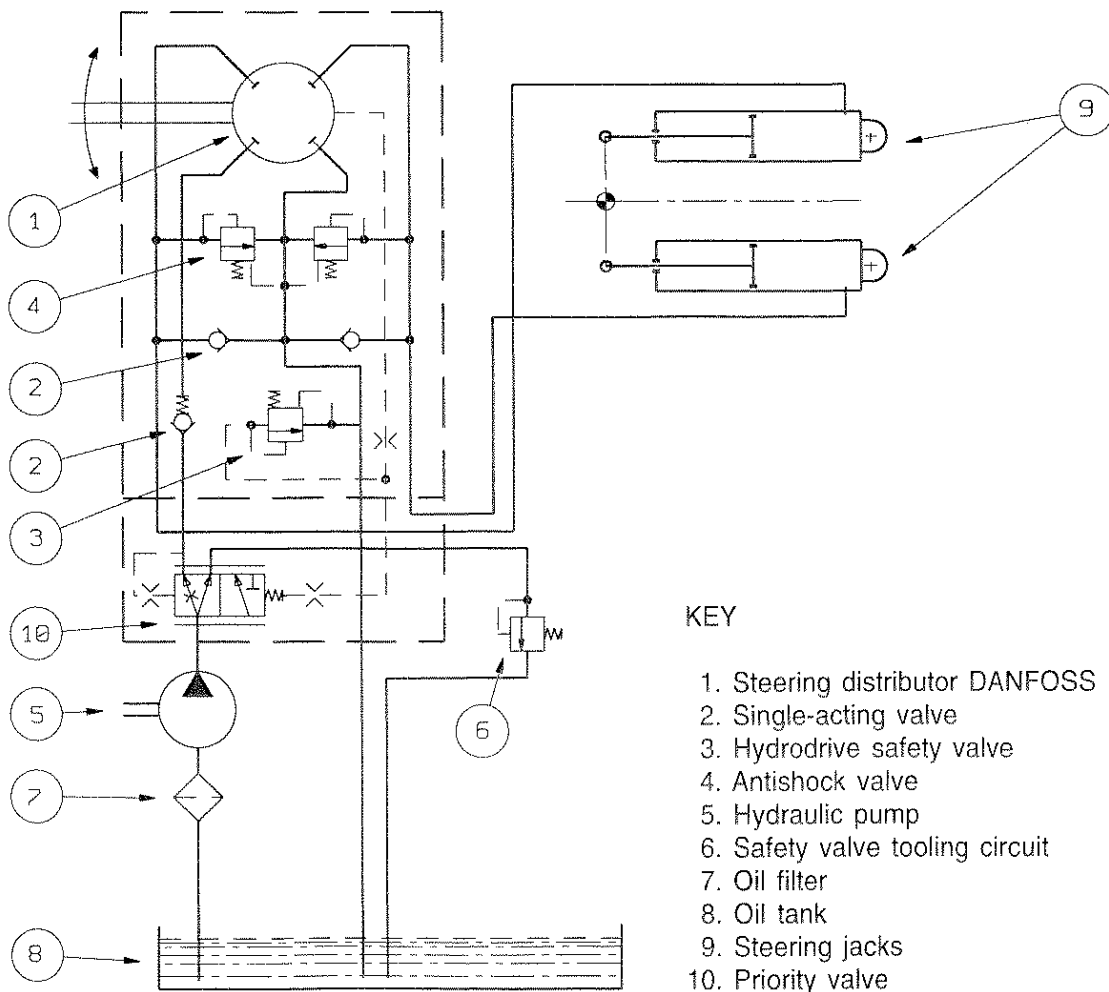 1
4
2
2
3
10
5
7
8
6
9
KEY
1. Steering distributor DANFOSS
2. Single-acting valve
3. Hydrodrive safety valve
4. Antishock valve
5. Hydraulic pump
6. Safety valve tooling circuit
7. Oil filter
8. Oil tank
9. Steering jacks
10. Priority valve